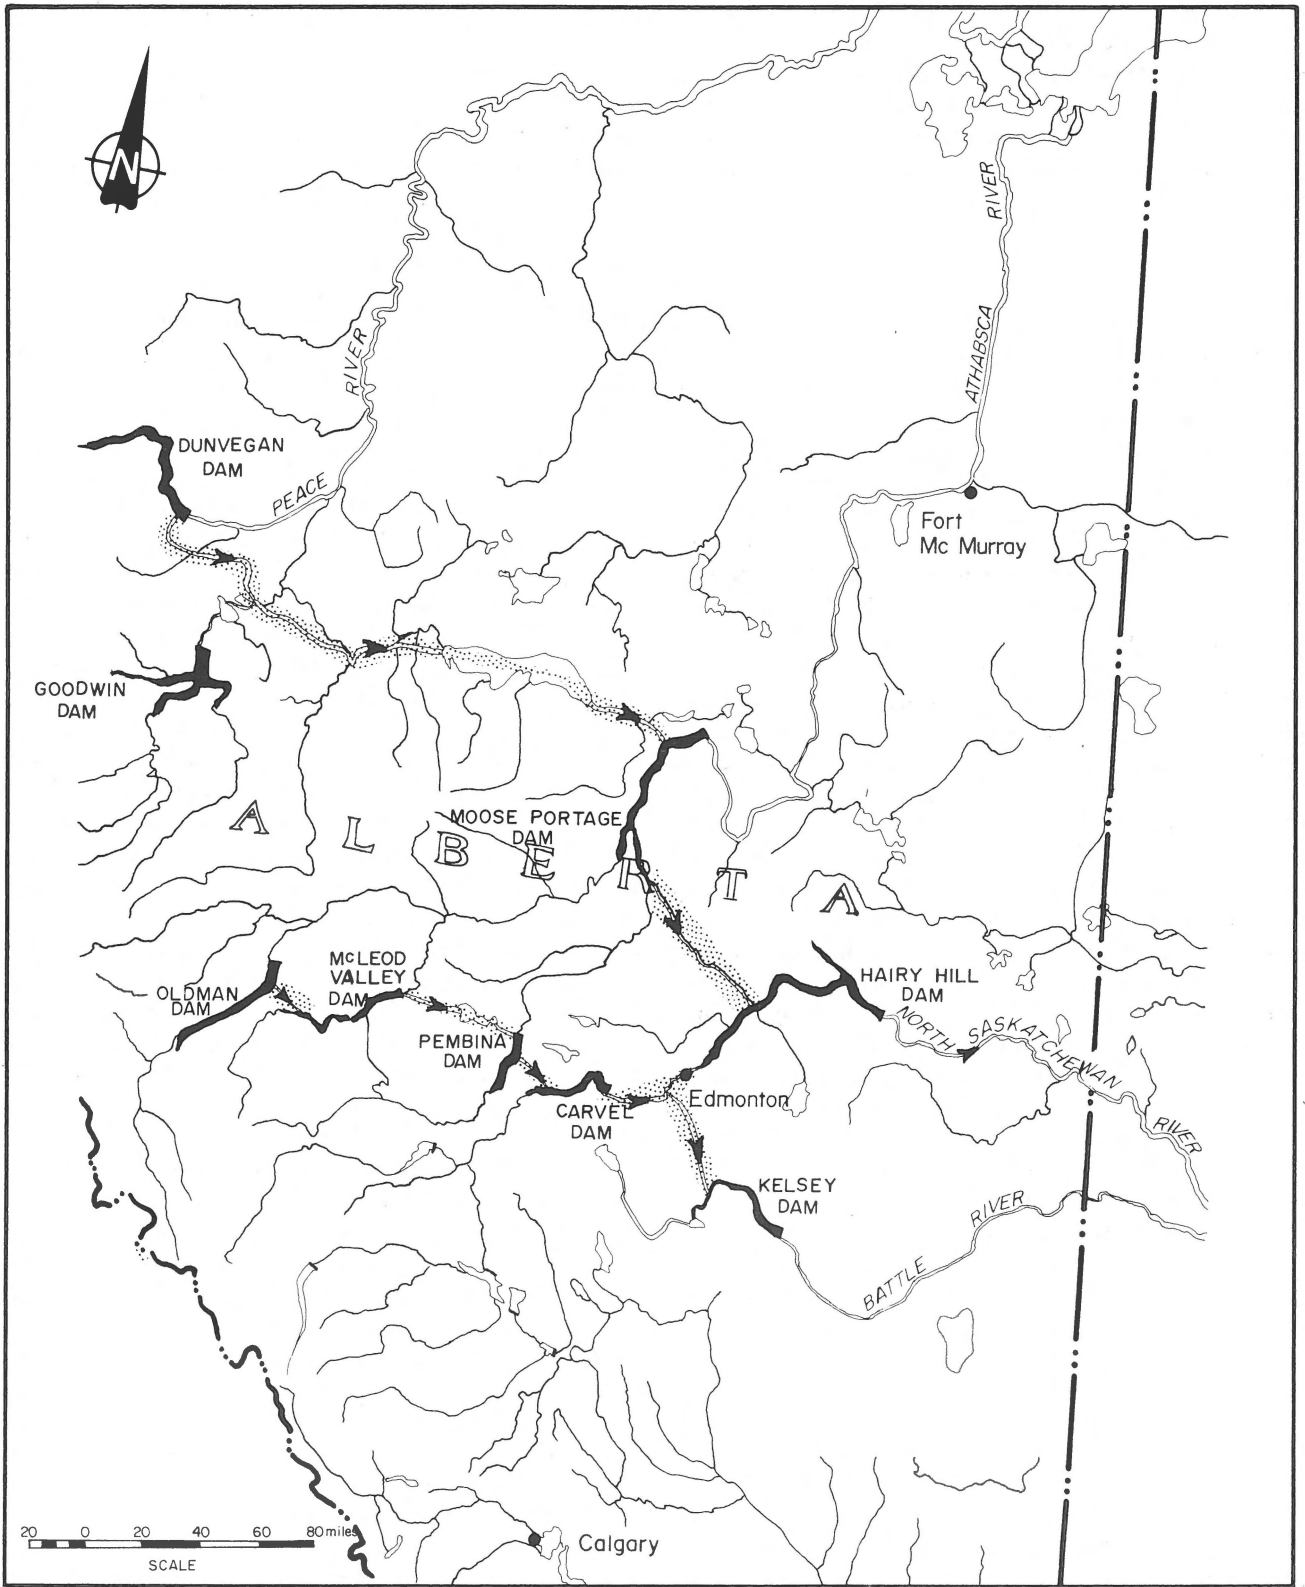 N
RIVER
ATHABSCA
RIVER
DUNVEGAN
DAM
PEACE
Fort
Mc Murray
GOODWIN
DAM
MOOSE PORTAGE
DAM
ALBERTA
McLEOD
VALLEY
DAM
OLDMAN
DAM
HAIRY HILL
DAM
PEMBINA
DAM
NORTH SASKATCHEWAN
RIVER
Edmonton
CARVEL
DAM
KELSEY
DAM
BATTLE
RIVER
20 0 20 40 60 80 miles
SCALE
Calgary